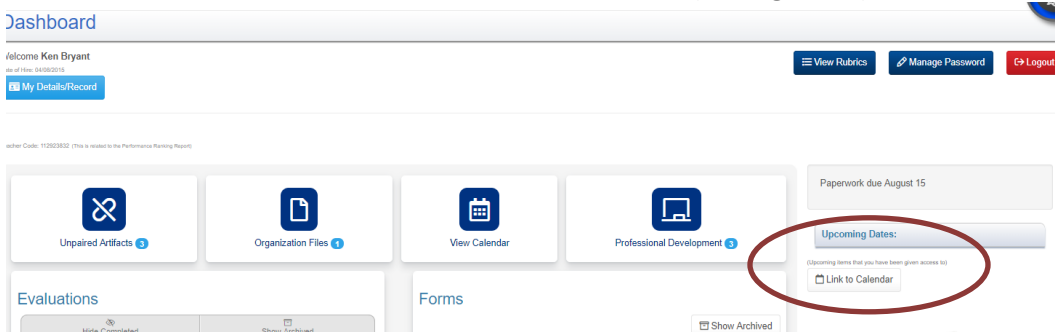 Dashboard
Welcome Ken Bryant
View Rubrics
Manage Password
Logout
Date of Hire: 04/09/2015
My Details/Record
Teacher Code: 112923832 (This is related to the Performance Ranking Report)
Paperwork due August 15
Unpaired Artifacts 3
Organization Files 1
View Calendar
Professional Development 3
Upcoming Dates:
(Upcoming items that you have been given access to)
Link to Calendar
Evaluations
Forms
Hide Completed
Show Archived
Show Archived